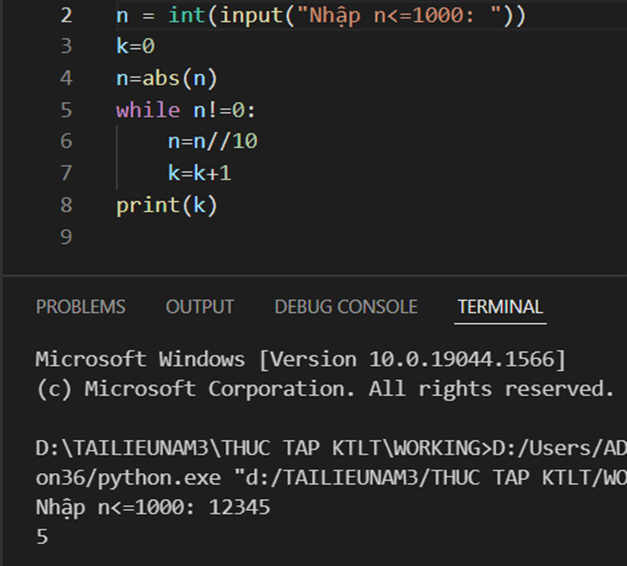 2 n = int(input("Nhập n<=1000: "))
3 k=0
4 n=abs(n)
5 while n!=0:
6 n=n//10
7 k=k+1
8 print(k)
9
PROBLEMS OUTPUT DEBUG CONSOLE TERMINAL
Microsoft Windows [Version 10.0.19044.1566]
(c) Microsoft Corporation. All rights reserved.
D:\TAILIEUNAM3\THUC TAP KTLT\WORKING>D:/Users/AD
on36/python.exe "d:/TAILIEUNAM3/THUC TAP KTLT/WO
Nhập n<=1000: 12345
5